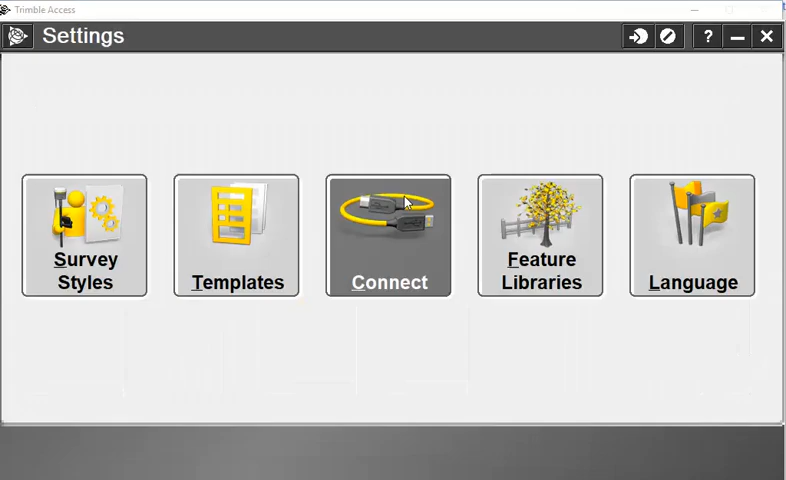 Trimble Access
Settings
?
Survey
Styles
Templates
Connect
Feature
Libraries
Language